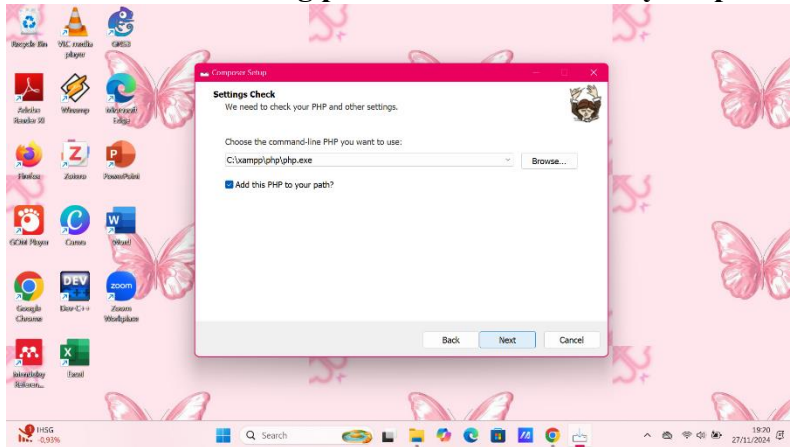 Composer Setup
Settings Check
We need to check your PHP and other settings.
Choose the command-line PHP you want to use:
C:\xampp\php\php.exe
Browse...
Add this PHP to your path?
Back
Next
Cancel
Recycle Bin
VLC media
player
Adobe
Reader XI
Winamp
Microsoft
Edge
Firefox
Zotero
PowerPoint
GOM Player
Canva
Word
Google
Chrome
DEV
Dev-C++
zoom
Zoom
Workplace
Mendeley
Excel
IHSG
-0,93%
Search
19:20
27/11/2024